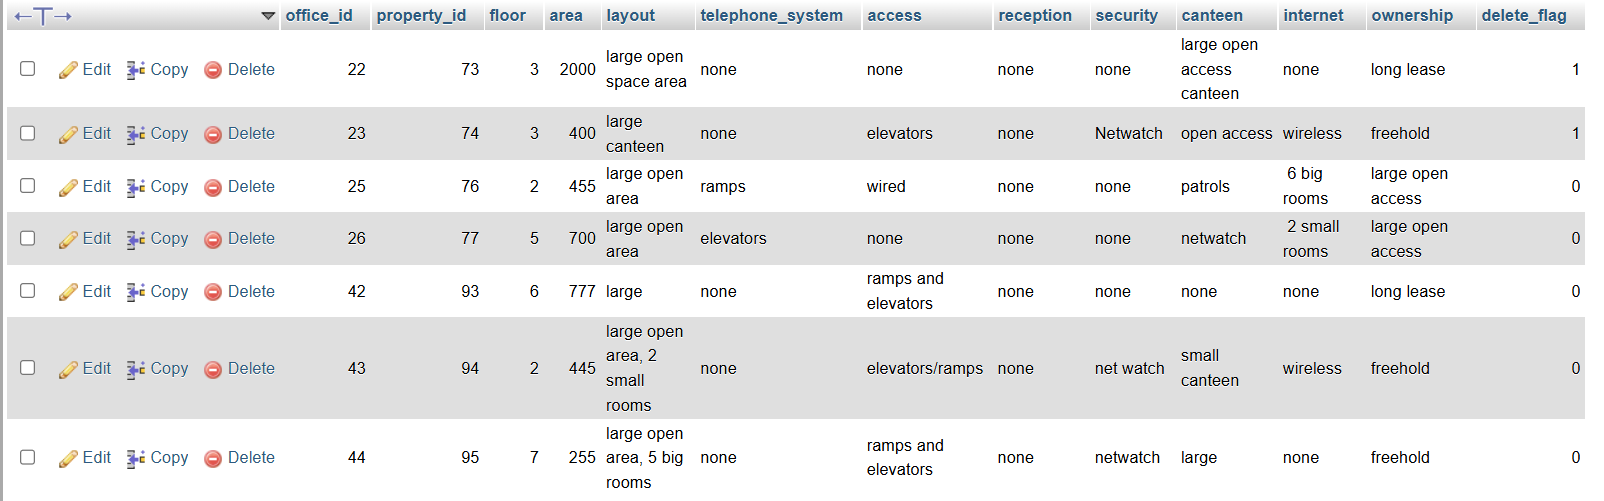 office_id property_id floor area layout telephone_system access reception security canteen internet ownership delete_flag
Edit Copy Delete 22 73 3 2000 large open space area none none none none large open access canteen none long lease 1
Edit Copy Delete 23 74 3 400 large canteen none elevators none Netwatch open access wireless freehold 1
Edit Copy Delete 25 76 2 455 large open area ramps wired none none patrols 6 big rooms large open access 0
Edit Copy Delete 26 77 5 700 large open area elevators none none none netwatch 2 small rooms large open access 0
Edit Copy Delete 42 93 6 777 large none ramps and elevators none none none none long lease 0
Edit Copy Delete 43 94 2 445 large open area, 2 small rooms none elevators/ramps none net watch small canteen wireless freehold 0
Edit Copy Delete 44 95 7 255 large open area, 5 big rooms none ramps and elevators none netwatch large none freehold 0